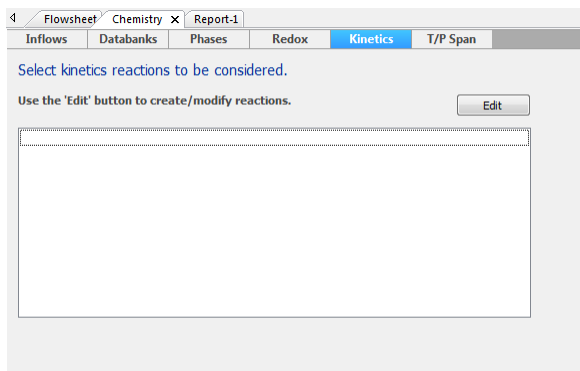 Flowsheet Chemistry Report-1
Inflows Databanks Phases Redox Kinetics T/P Span
Select kinetics reactions to be considered.
Use the 'Edit' button to create/modify reactions.
Edit